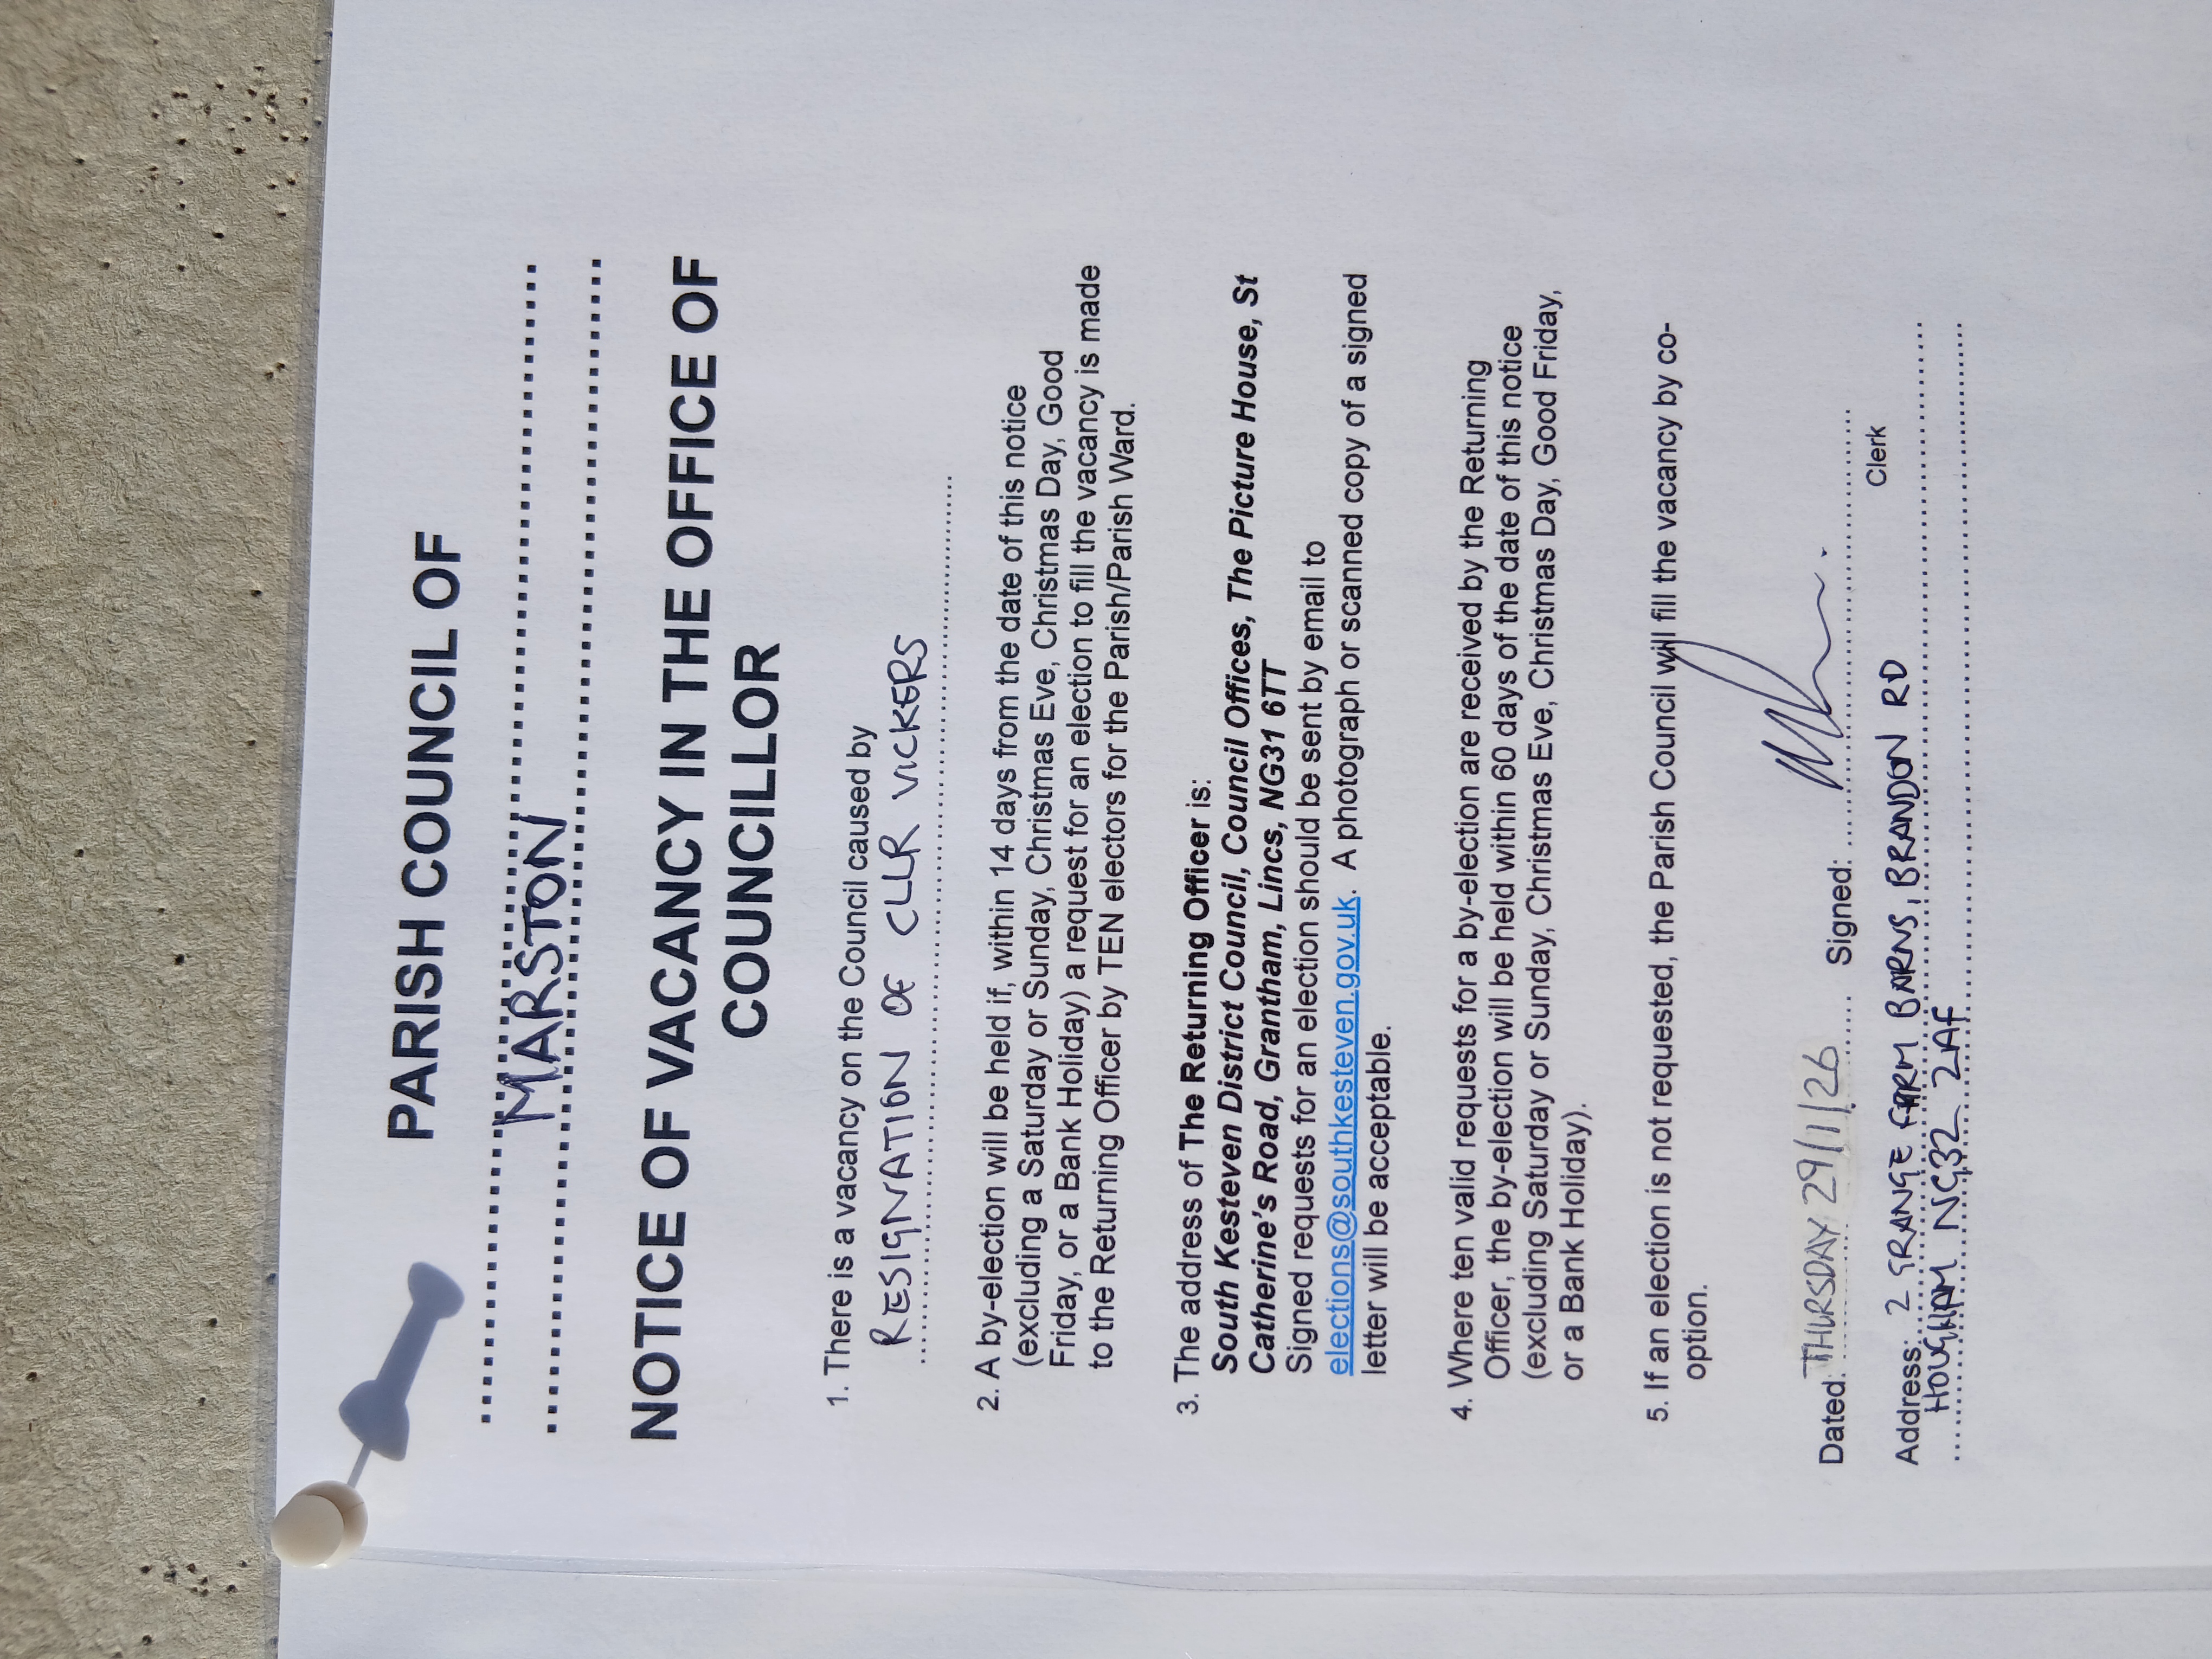 PARISH COUNCIL OF
MARSTON
NOTICE OF VACANCY IN THE OFFICE OF
COUNCILLOR
1. There is a vacancy on the Council caused by
RESIGNATION OF CLLR VICKERS
2. A by-election will be held if, within 14 days from the date of this notice
(excluding a Saturday or Sunday, Christmas Eve, Christmas Day, Good
Friday, or a Bank Holiday) a request for an election to fill the vacancy is made
to the Returning Officer by TEN electors for the Parish/Parish Ward.
3. The address of The Returning Officer is:
South Kesteven District Council, Council Offices, The Picture House, St
Catherine's Road, Grantham, Lincs, NG31 6TT
Signed requests for an election should be sent by email to
elections@southkesteven.gov.uk. A photograph or scanned copy of a signed
letter will be acceptable.
4. Where ten valid requests for a by-election are received by the Returning
Officer, the by-election will be held within 60 days of the date of this notice
(excluding Saturday or Sunday, Christmas Eve, Christmas Day, Good Friday,
or a Bank Holiday).
5. If an election is not requested, the Parish Council will fill the vacancy by co-
option.
Dated: THURSDAY 29/1/26 Signed:
Clerk
Address: 2 GRANGE FARM BARNS, BRANDON RD
HOUGHAM NG32 2AF